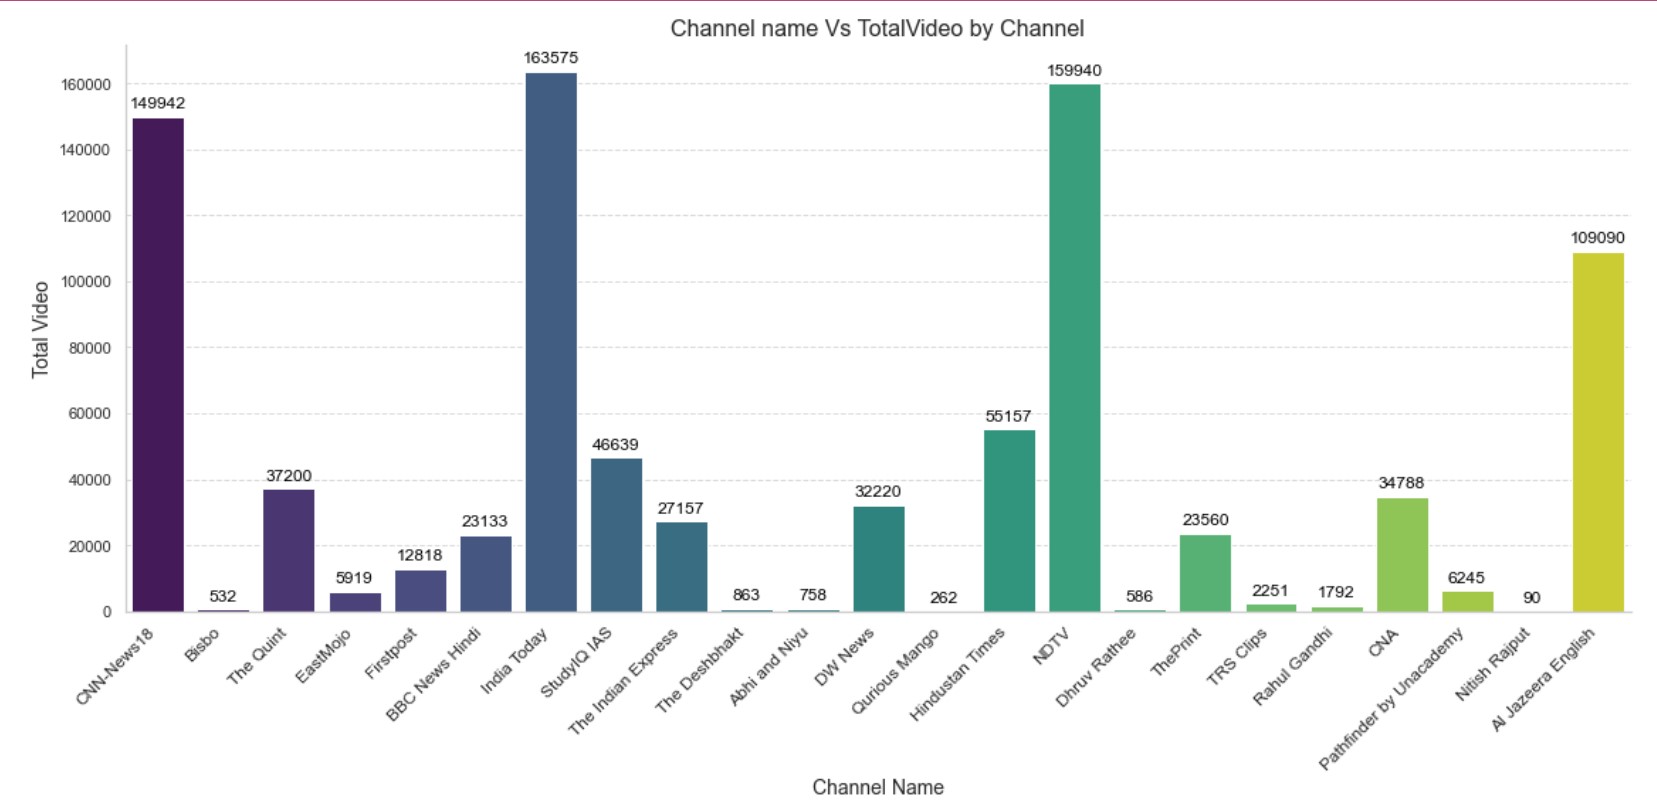 Channel name Vs TotalVideo by Channel
Total Video
160000
140000
120000
100000
80000
60000
40000
20000
0
149942
532
37200
5919
12818
23133
163575
46639
27157
863
758
32220
262
55157
159940
586
23560
2251
1792
34788
6245
90
109090
CNN-News18
Bisbo
The Quint
EastMojo
Firstpost
BBC News Hindi
India Today
StudyIQ IAS
The Indian Express
The Deshbhakt
Abhi and Niyu
DW News
Qurious Mango
Hindustan Times
NDTV
Dhruv Rathee
ThePrint
TRS Clips
Rahul Gandhi
CNA
Pathfinder by Unacademy
Nitish Rajput
Al Jazeera English
Channel Name